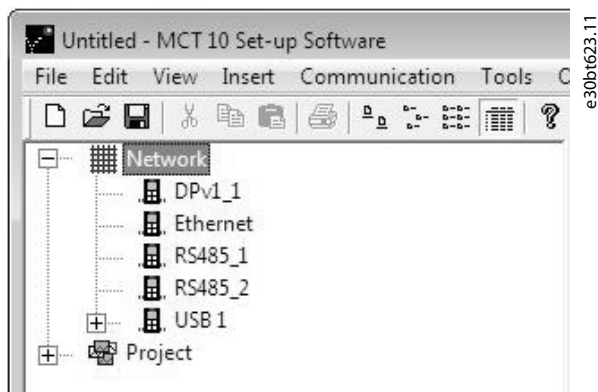 Untitled - MCT 10 Set-up Software
File Edit View Insert Communication Tools
Network
DPv1_1
Ethernet
RS485_1
RS485_2
USB 1
Project
e30bt623.11